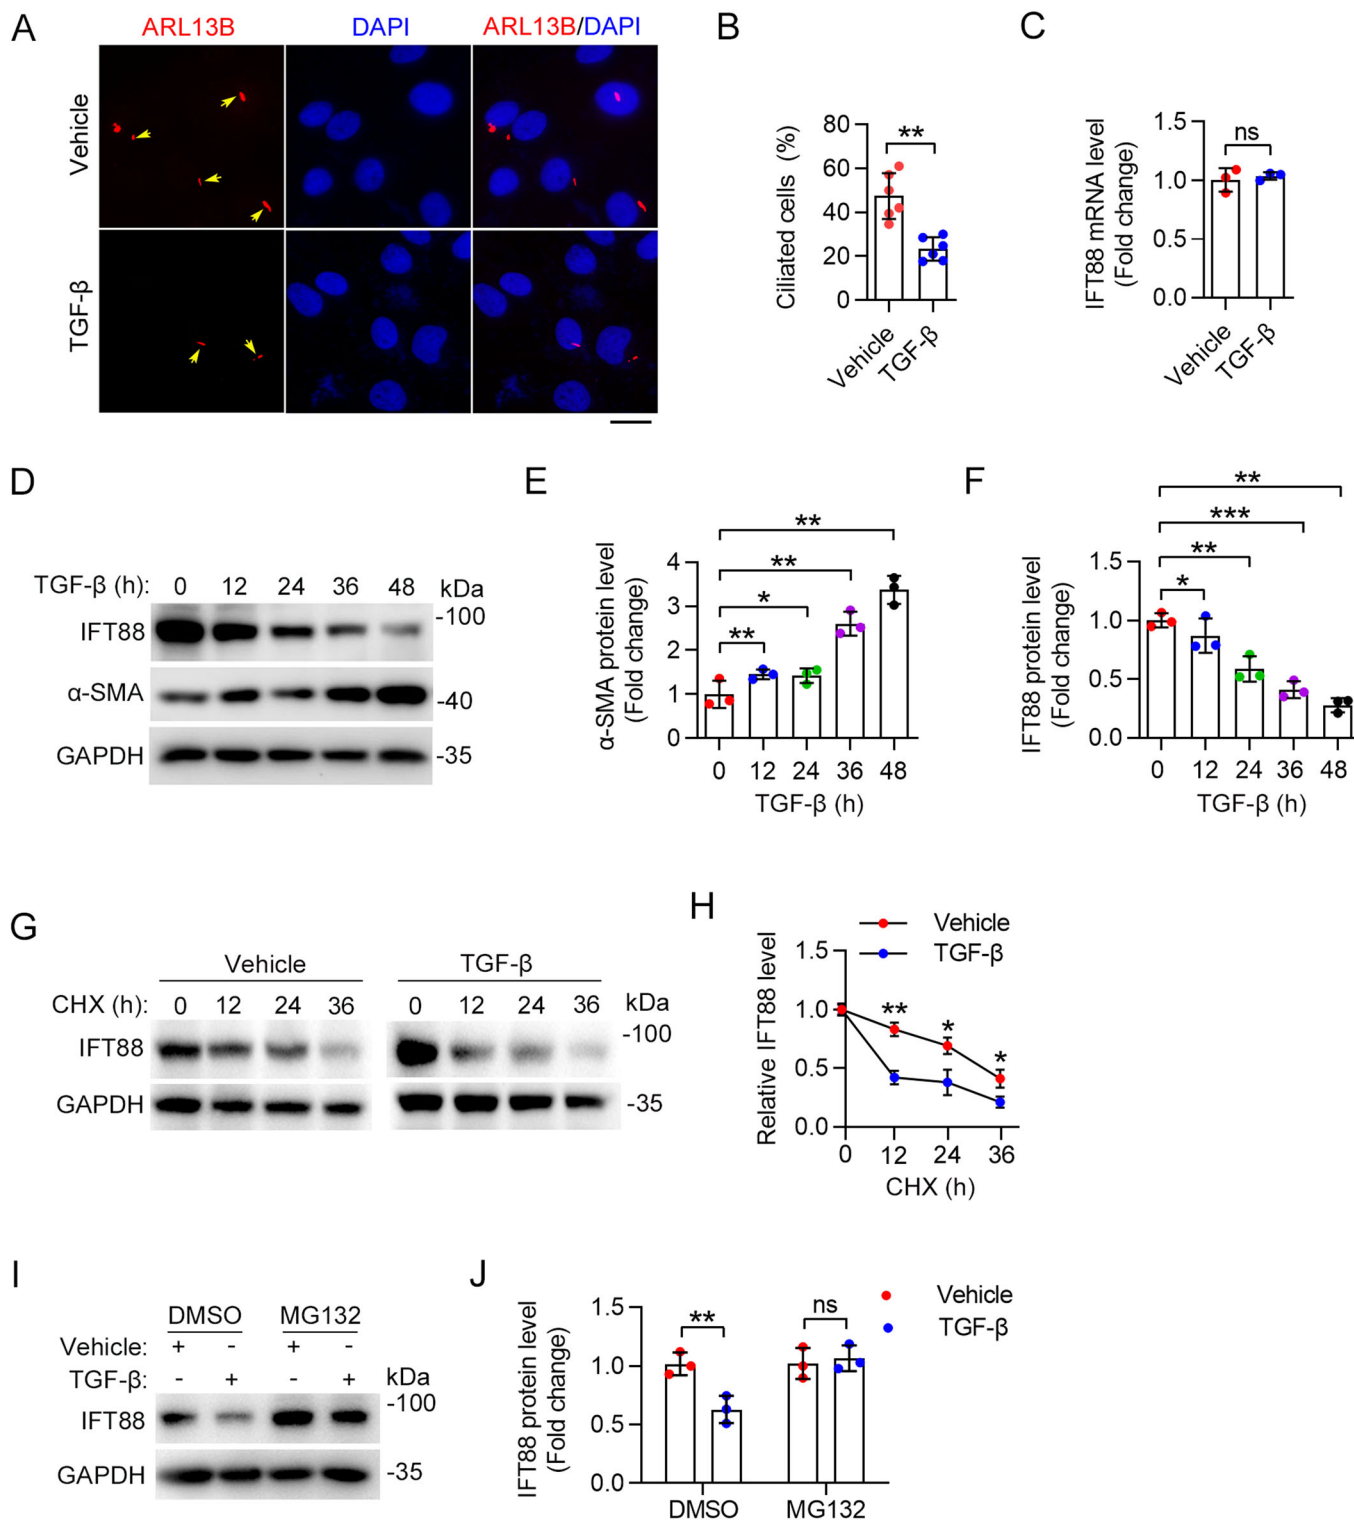 A
ARL13B DAPI ARL13B/DAPI
Vehicle
TGF-β
B
Ciliated cells (%)
80
60
40
20
0
**
Vehicle
TGF-β
C
IFT88 mRNA level
(Fold change)
1.5
1.0
0.5
0.0
ns
Vehicle
TGF-β
D
TGF-β (h): 0 12 24 36 48 kDa
IFT88 -100
α-SMA -40
GAPDH -35
E
α-SMA protein level
(Fold change)
4
3
2
1
0
**
**
*
**
0 12 24 36 48
TGF-β (h)
F
IFT88 protein level
(Fold change)
1.5
1.0
0.5
0.0
**
***
**
*
0 12 24 36 48
TGF-β (h)
G
Vehicle TGF-β
CHX (h): 0 12 24 36 0 12 24 36 kDa
IFT88 -100
GAPDH -35
H
Vehicle
TGF-β
Relative IFT88 level
1.5
1.0
0.5
0.0
** * *
0 12 24 36
CHX (h)
I
DMSO MG132
Vehicle: + - + -
TGF-β: - + - + kDa
IFT88 -100
GAPDH -35
J
IFT88 protein level
(Fold change)
1.5
1.0
0.5
0.0
** ns
Vehicle
TGF-β
DMSO MG132